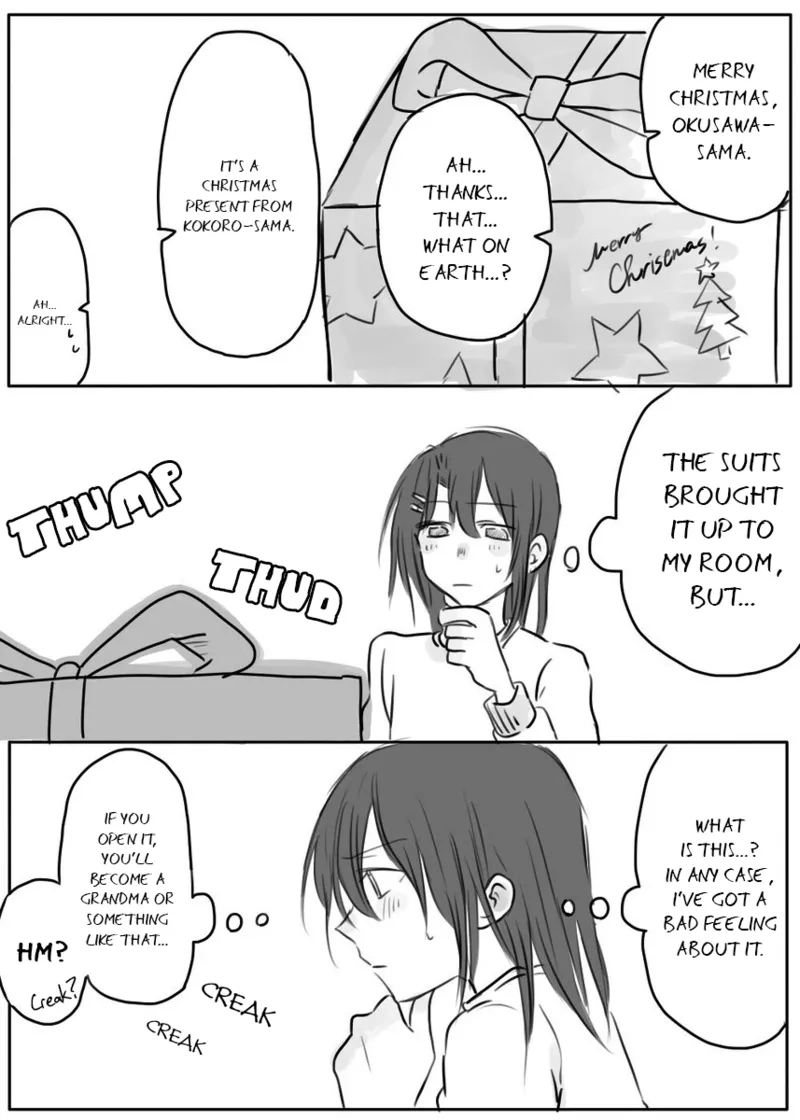 MERRY
CHRISTMAS,
OKUSAWA-
SAMA.
AH...
THANKS...
THAT...
WHAT ON
EARTH...?
Merry
Chrisemas!
IT'S A
CHRISTMAS
PRESENT FROM
KOKORO-SAMA.
AH...
ALRIGHT...
THE SUITS
BROUGHT
IT UP TO
MY ROOM,
BUT...
THUMP
THUD
WHAT
IS THIS...?
IN ANY CASE,
I'VE GOT A
BAD FEELING
ABOUT IT.
IF YOU
OPEN IT,
YOU'LL
BECOME A
GRANDMA OR
SOMETHING
LIKE THAT...
HM?
Creak?
CREAK
CREAK